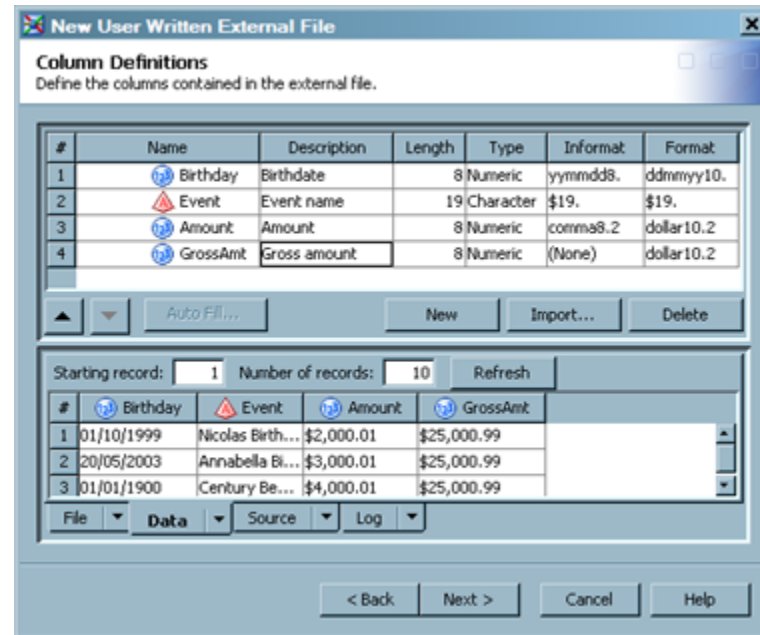 New User Written External File
Column Definitions
Define the columns contained in the external file.
# Name Description Length Type Informat Format
1 Birthday Birthdate 8 Numeric yymmdd8. ddmmyy10.
2 Event Event name 19 Character $19. $19.
3 Amount Amount 8 Numeric comma8.2 dollar10.2
4 GrossAmt Gross amount 8 Numeric (None) dollar10.2
Auto Fill... New Import... Delete
Starting record: 1 Number of records: 10 Refresh
# Birthday Event Amount GrossAmt
1 01/10/1999 Nicolas Birth... $2,000.01 $25,000.99
2 20/05/2003 Annabella Bi... $3,000.01 $25,000.99
3 01/01/1900 Century Be... $4,000.01 $25,000.99
File Data Source Log
< Back Next > Cancel Help